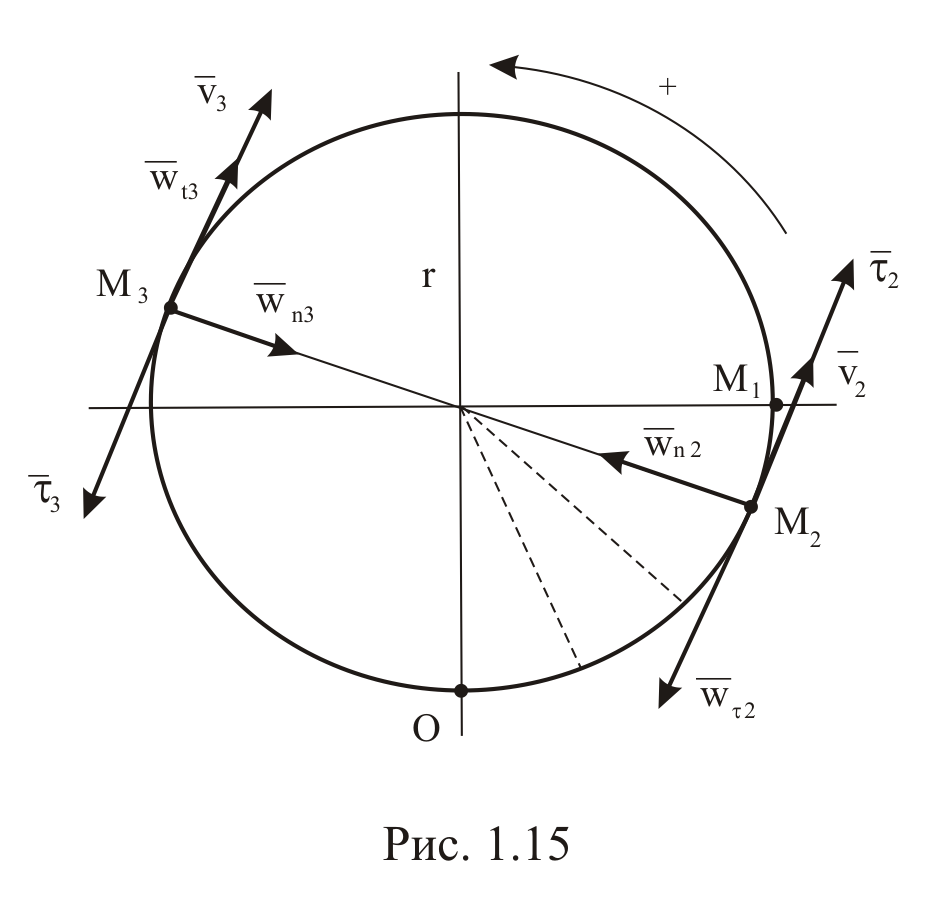 +
v̅₃
w̅ₜ₃
M₃
w̅ₙ₃
r
τ̅₂
M₁
v̅₂
w̅ₙ₂
τ̅₃
M₂
w̅τ₂
O
Рис. 1.15